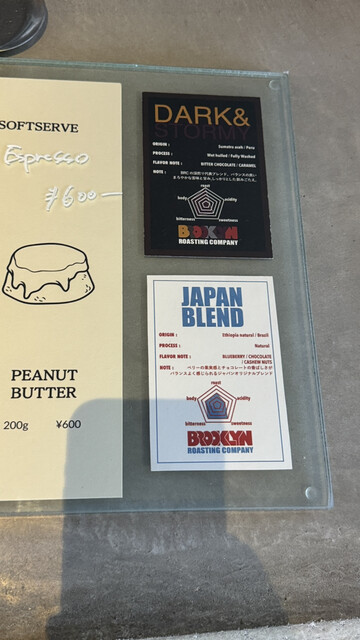 SOFTSERVE
Espresso
¥600-
PEANUT
BUTTER
200g ¥600
DARK&
STORMY
ORIGIN : Sumatra aceh / Peru
PROCESS : Wet hulled / Fully Washed
FLAVOR NOTE : BITTER CHOCOLATE / CARAMEL
NOTE :
roast
body acidity
bitterness sweetness
BROOKLYN
ROASTING COMPANY
JAPAN
BLEND
ORIGIN : Ethiopia natural / Brazil
PROCESS : Natural
FLAVOR NOTE : BLUEBERRY / CHOCOLATE
/ CASHEW NUTS
NOTE : ベリーの果実感とチョコレートの香ばしさが
バランスよく感じられるジャパンオリジナルブレンド
roast
body acidity
bitterness sweetness
BROOKLYN
ROASTING COMPANY